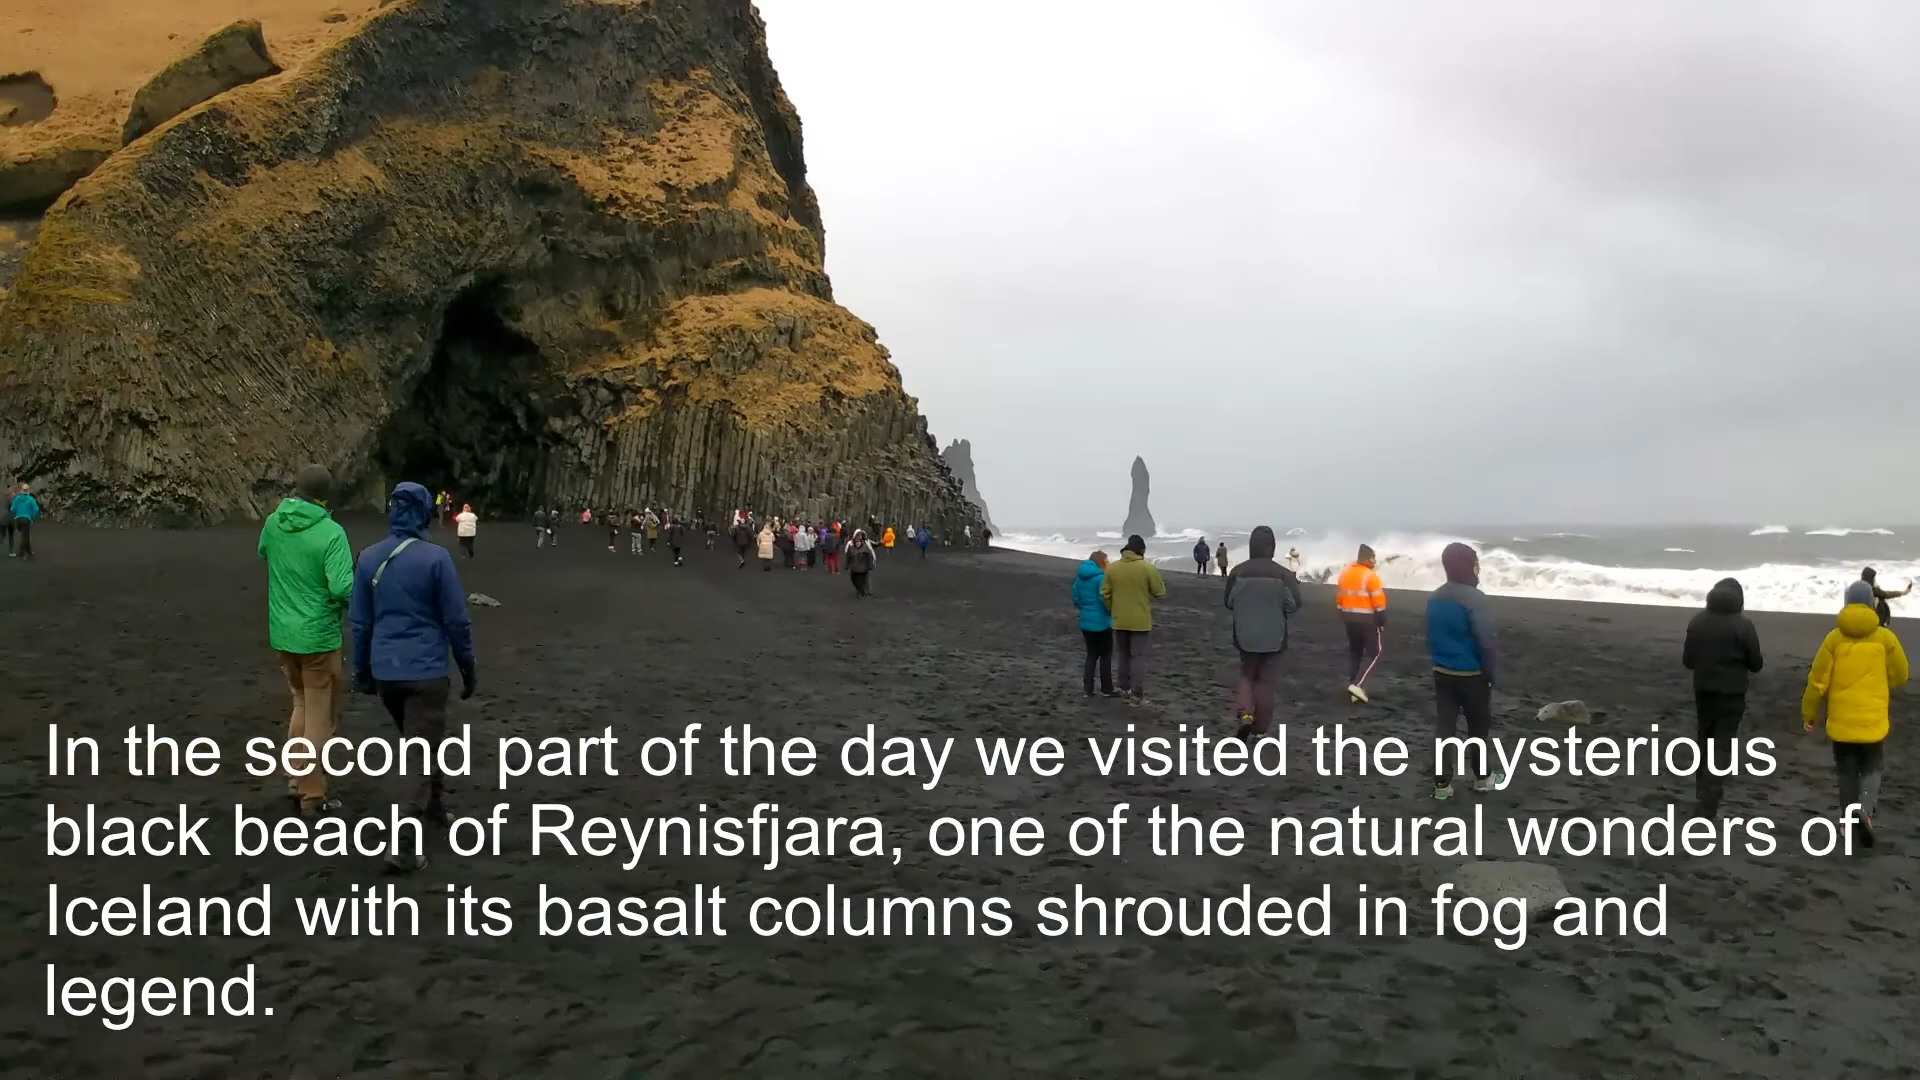 In the second part of the day we visited the mysterious
black beach of Reynisfjara, one of the natural wonders of
Iceland with its basalt columns shrouded in fog and
legend.